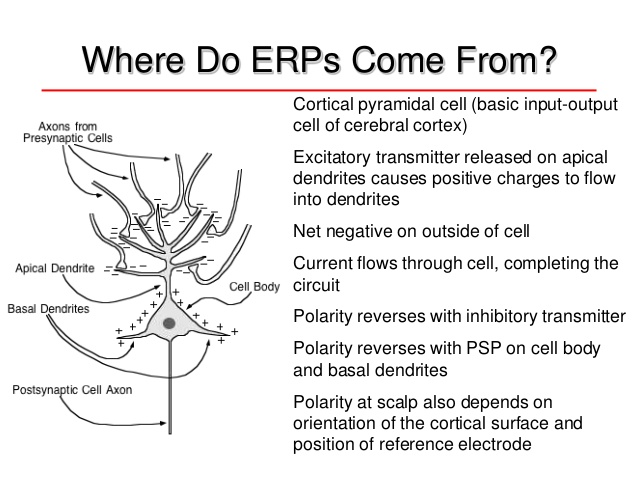 Where Do ERPs Come From?
Axons from
Presynaptic Cells
Apical Dendrite
Cell Body
Basal Dendrites
Postsynaptic Cell Axon
Cortical pyramidal cell (basic input-output
cell of cerebral cortex)
Excitatory transmitter released on apical
dendrites causes positive charges to flow
into dendrites
Net negative on outside of cell
Current flows through cell, completing the
circuit
Polarity reverses with inhibitory transmitter
Polarity reverses with PSP on cell body
and basal dendrites
Polarity at scalp also depends on
orientation of the cortical surface and
position of reference electrode